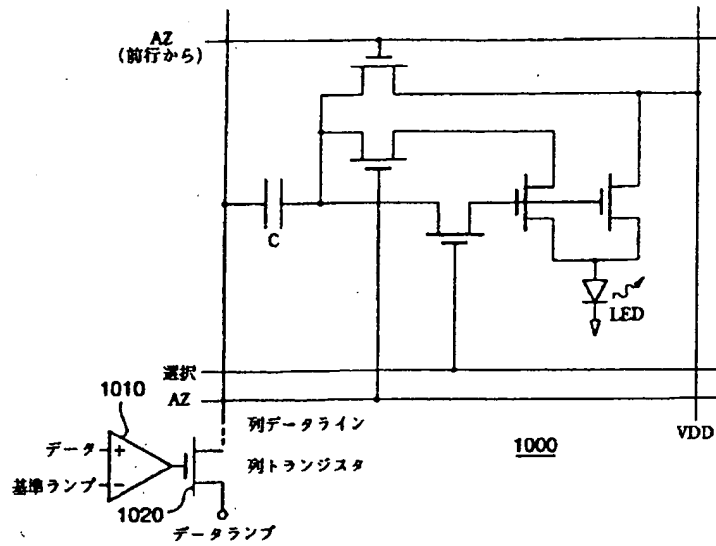 AZ
(前行から)
C
LED
選択
AZ
1010
列データライン
VDD
データ
+
1000
列トランジスタ
基準ランプ
−
1020
データランプ